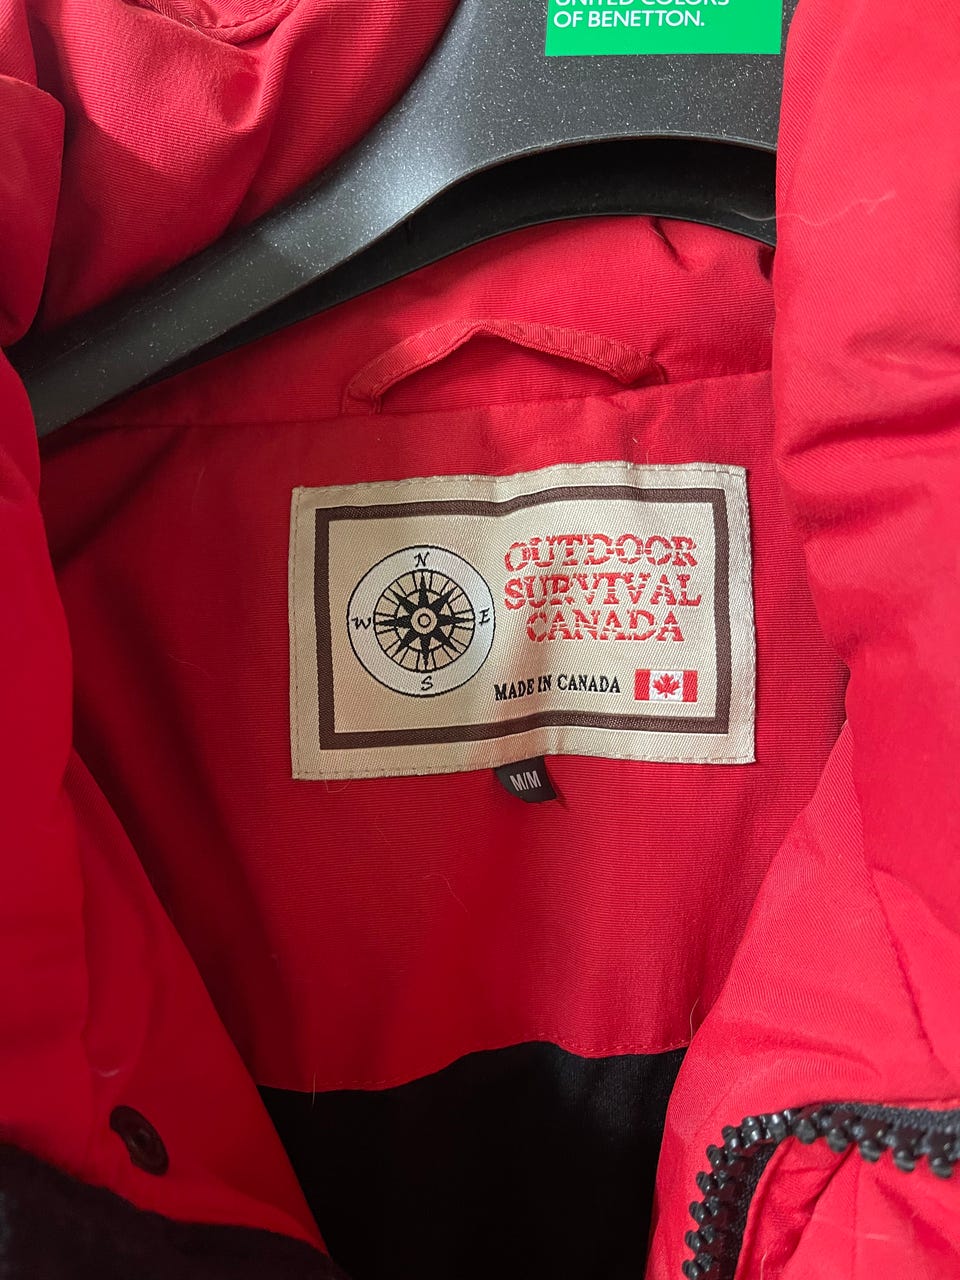 UNITED COLORS
OF BENETTON.
N
W
E
S
OUTDOOR
SURVIVAL
CANADA
MADE IN CANADA
M/M